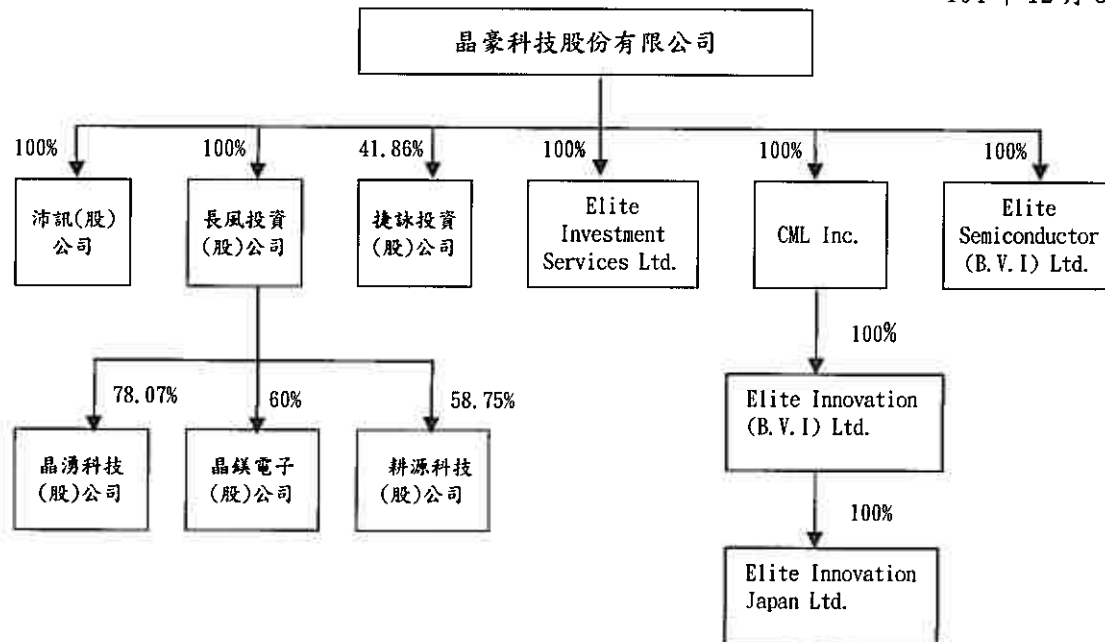 晶豪科技股份有限公司
100%
100%
41.86%
100%
100%
100%
沛訊(股)
公司
長風投資
(股)公司
捷詠投資
(股)公司
Elite
Investment
Services Ltd.
CML Inc.
Elite
Semiconductor
(B.V.I) Ltd.
100%
78.07%
60%
58.75%
晶湧科技
(股)公司
晶鎂電子
(股)公司
耕源科技
(股)公司
Elite Innovation
(B.V.I) Ltd.
100%
Elite Innovation
Japan Ltd.